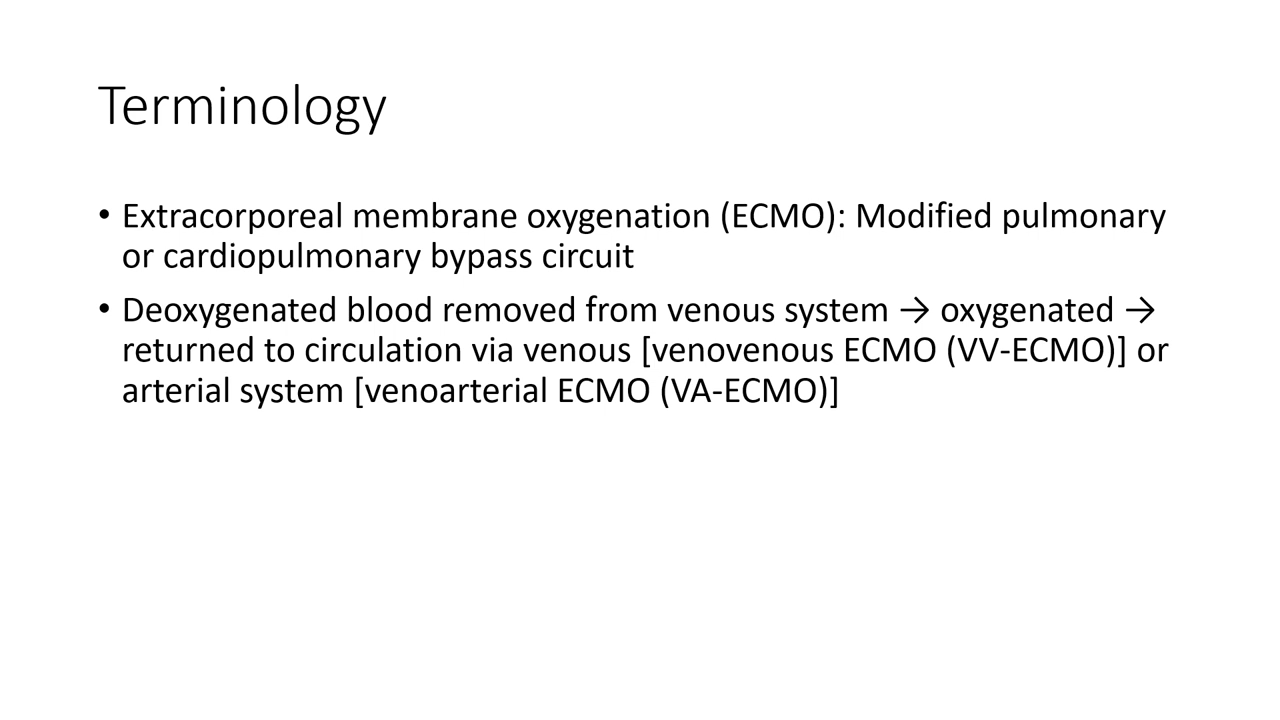 Terminology
• Extracorporeal membrane oxygenation (ECMO): Modified pulmonary
or cardiopulmonary bypass circuit
• Deoxygenated blood removed from venous system → oxygenated →
returned to circulation via venous [venovenous ECMO (VV-ECMO)] or
arterial system [venoarterial ECMO (VA-ECMO)]